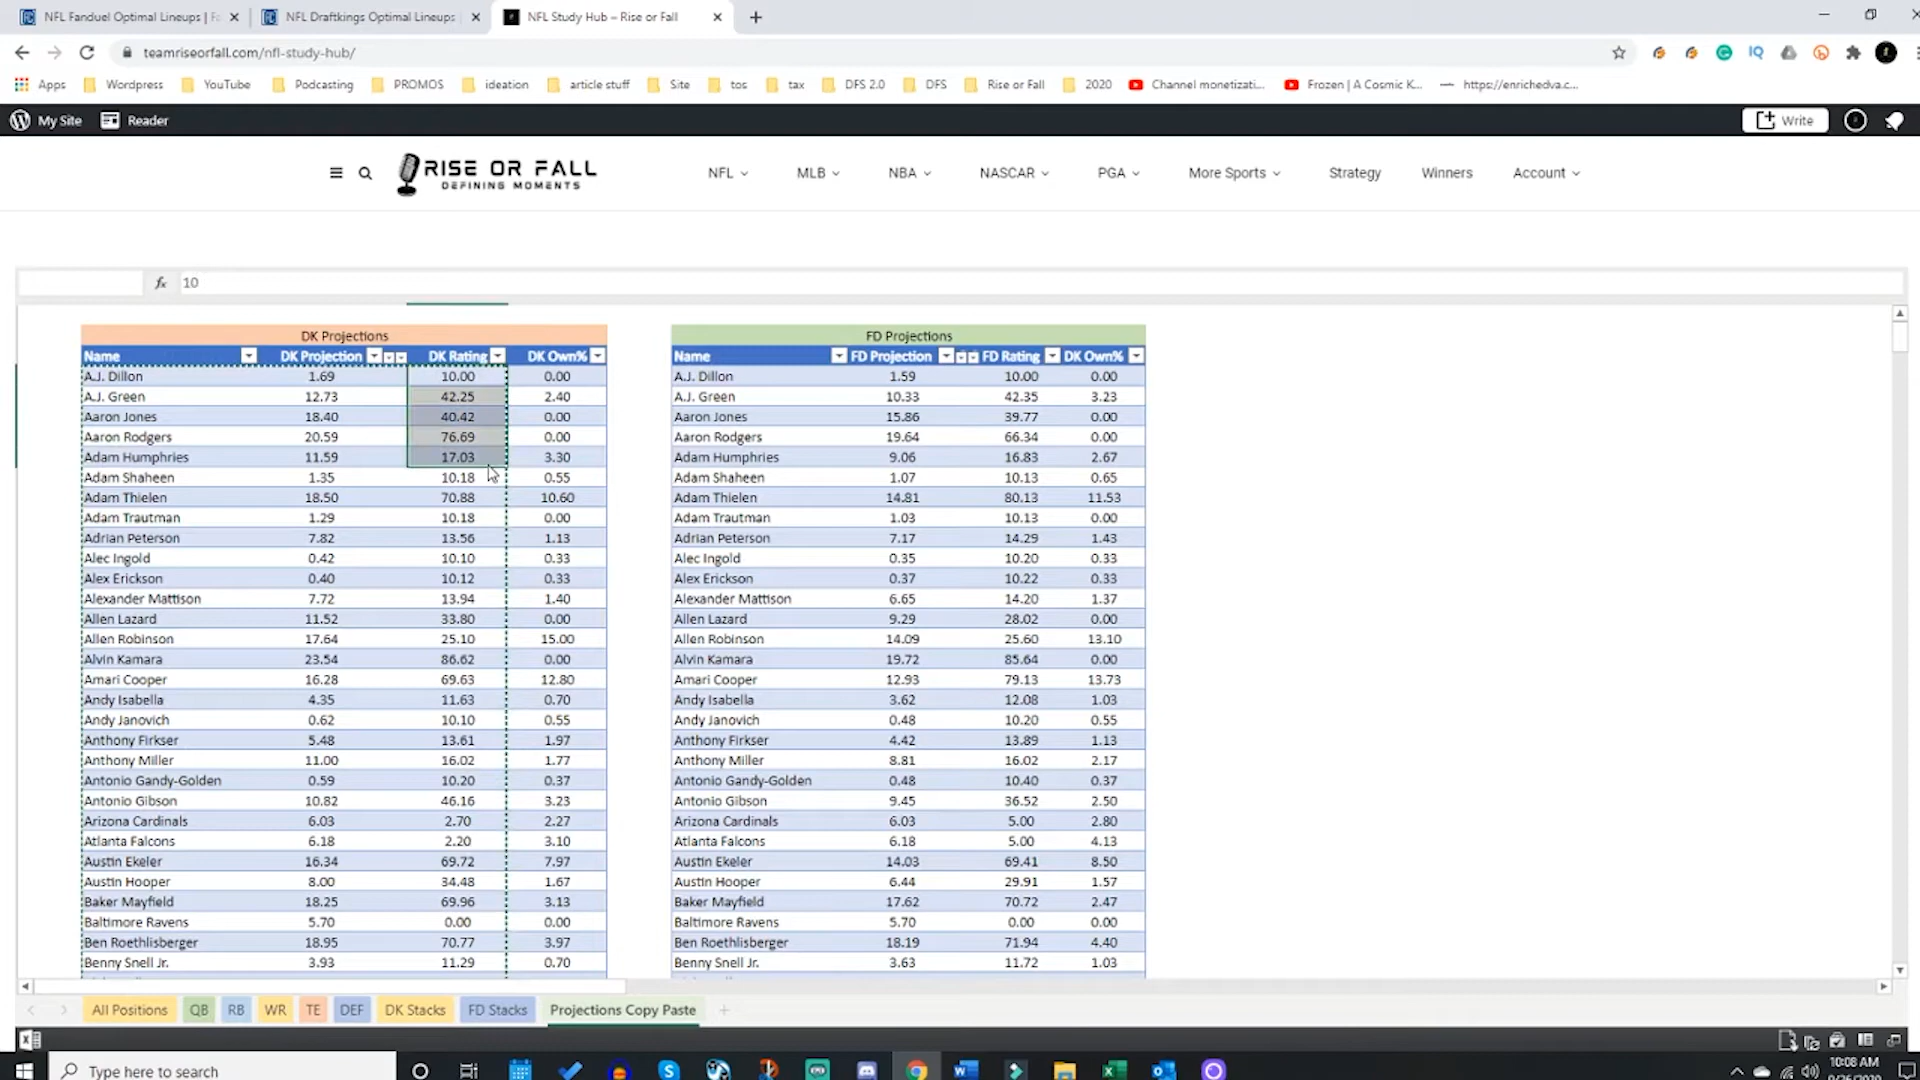 NFL Fanduel Optimal Lineups | F
NFL Draftkings Optimal Lineups
NFL Study Hub – Rise or Fall
teamriseorfall.com/nfl-study-hub/
Apps Wordpress YouTube Podcasting PROMOS ideation article stuff Site tos tax DFS 2.0 DFS Rise or Fall 2020 Channel monetizati... Frozen | A Cosmic K... https://enrichedva.c...
My Site Reader Write
RISE OR FALL
DEFINING MOMENTS
NFL MLB NBA NASCAR PGA More Sports Strategy Winners Account
fx 10
DK Projections FD Projections
Name DK Projection DK Rating DK Own% Name FD Projection FD Rating DK Own%
A.J. Dillon 1.69 10.00 0.00 A.J. Dillon 1.59 10.00 0.00
A.J. Green 12.73 42.25 2.40 A.J. Green 10.33 42.35 3.23
Aaron Jones 18.40 40.42 0.00 Aaron Jones 15.86 39.77 0.00
Aaron Rodgers 20.59 76.69 0.00 Aaron Rodgers 19.64 66.34 0.00
Adam Humphries 11.59 17.03 3.30 Adam Humphries 9.06 16.83 2.67
Adam Shaheen 1.35 10.18 0.55 Adam Shaheen 1.07 10.13 0.65
Adam Thielen 18.50 70.88 10.60 Adam Thielen 14.81 80.13 11.53
Adam Trautman 1.29 10.18 0.00 Adam Trautman 1.03 10.13 0.00
Adrian Peterson 7.82 13.56 1.13 Adrian Peterson 7.17 14.29 1.43
Alec Ingold 0.42 10.10 0.33 Alec Ingold 0.35 10.20 0.33
Alex Erickson 0.40 10.12 0.33 Alex Erickson 0.37 10.22 0.33
Alexander Mattison 7.72 13.94 1.40 Alexander Mattison 6.65 14.20 1.37
Allen Lazard 11.52 33.80 0.00 Allen Lazard 9.29 28.02 0.00
Allen Robinson 17.64 25.10 15.00 Allen Robinson 14.09 25.60 13.10
Alvin Kamara 23.54 86.62 0.00 Alvin Kamara 19.72 85.64 0.00
Amari Cooper 16.28 69.63 12.80 Amari Cooper 12.93 79.13 13.73
Andy Isabella 4.35 11.63 0.70 Andy Isabella 3.62 12.08 1.03
Andy Janovich 0.62 10.10 0.55 Andy Janovich 0.48 10.20 0.55
Anthony Firkser 5.48 13.61 1.97 Anthony Firkser 4.42 13.89 1.13
Anthony Miller 11.00 16.02 1.77 Anthony Miller 8.81 16.02 2.17
Antonio Gandy-Golden 0.59 10.20 0.37 Antonio Gandy-Golden 0.48 10.40 0.37
Antonio Gibson 10.82 46.16 3.23 Antonio Gibson 9.45 36.52 2.50
Arizona Cardinals 6.03 2.70 2.27 Arizona Cardinals 6.03 5.00 2.80
Atlanta Falcons 6.18 2.20 3.10 Atlanta Falcons 6.18 5.00 4.13
Austin Ekeler 16.34 69.72 7.97 Austin Ekeler 14.03 69.41 8.50
Austin Hooper 8.00 34.48 1.67 Austin Hooper 6.44 29.91 1.57
Baker Mayfield 18.25 69.96 3.13 Baker Mayfield 17.62 70.72 2.47
Baltimore Ravens 5.70 0.00 0.00 Baltimore Ravens 5.70 0.00 0.00
Ben Roethlisberger 18.95 70.77 3.97 Ben Roethlisberger 18.19 71.94 4.40
Benny Snell Jr. 3.93 11.29 0.70 Benny Snell Jr. 3.63 11.72 1.03
All Positions QB RB WR TE DEF DK Stacks FD Stacks Projections Copy Paste
Type here to search
10:08 AM